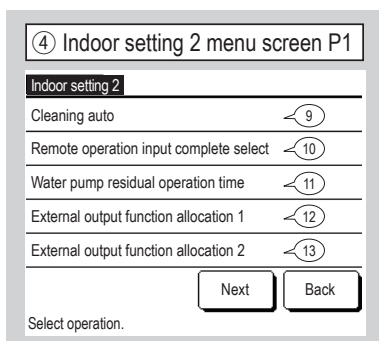 ④ Indoor setting 2 menu screen P1
Indoor setting 2
Cleaning auto 9
Remote operation input complete select 10
Water pump residual operation time 11
External output function allocation 1 12
External output function allocation 2 13
Next Back
Select operation.